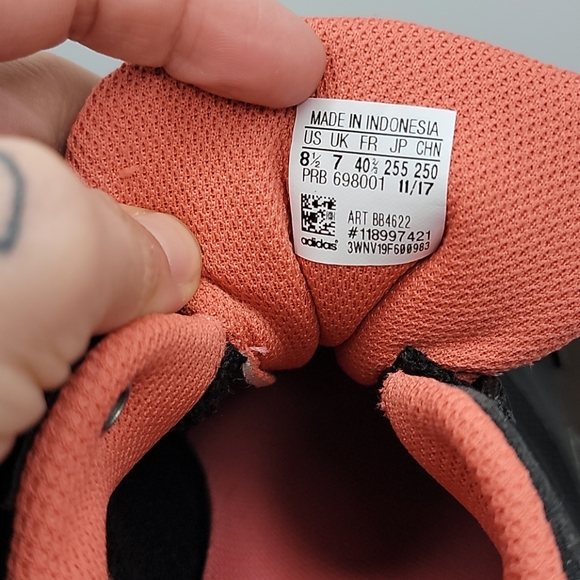 MADE IN INDONESIA
US UK FR JP CHN
8½ 7 40⅔ 255 250
PRB 698001 11/17
ART BB4622
#118997421
adidas 3WNV19F600983